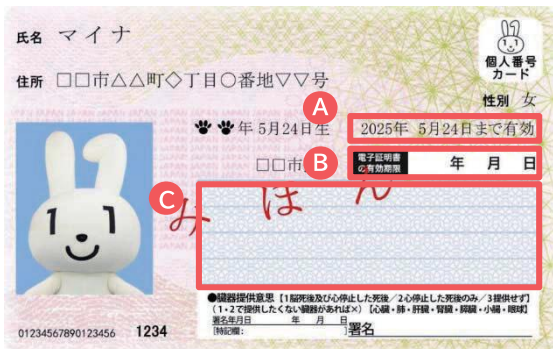 氏名 マイナ
個人番号
カード
住所 □□市△△町◇丁目○番地▽▽号
性別 女
A
年5月24日生 2025年 5月24日まで有効
□□市 B 電子証明書の有効期限 年 月 日
C
みほん
●臓器提供意思【1脳死後及び心停止した死後/2心停止した死後のみ/3提供せず】
(1・2で提供したくない臓器があれば×)【心臓・肺・肝臓・腎臓・膵臓・小腸・眼球】
署名年月日 年 月 日
[特記欄: ] 署名
01234567890123456 1234